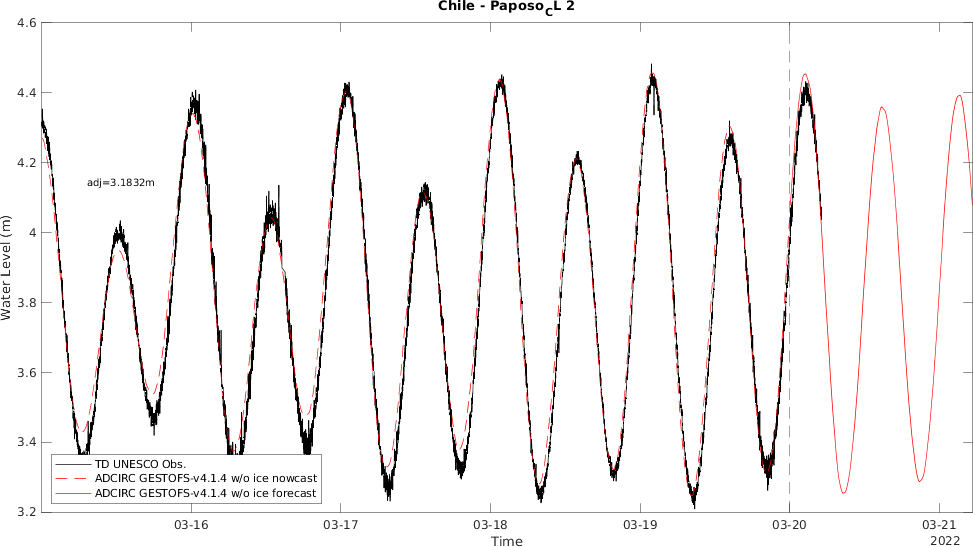 Chile - Paposo_CL 2
4.6
4.4
4.2
4
3.8
3.6
3.4
3.2
Water Level (m)
adj=3.1832m
TD UNESCO Obs.
ADCIRC GESTOFS-v4.1.4 w/o ice nowcast
ADCIRC GESTOFS-v4.1.4 w/o ice forecast
03-16 03-17 03-18 03-19 03-20 03-21
Time
2022